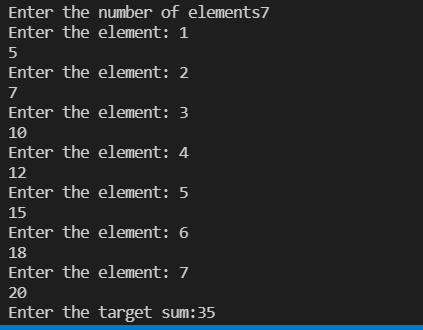 Enter the number of elements7
Enter the element: 1
5
Enter the element: 2
7
Enter the element: 3
10
Enter the element: 4
12
Enter the element: 5
15
Enter the element: 6
18
Enter the element: 7
20
Enter the target sum:35